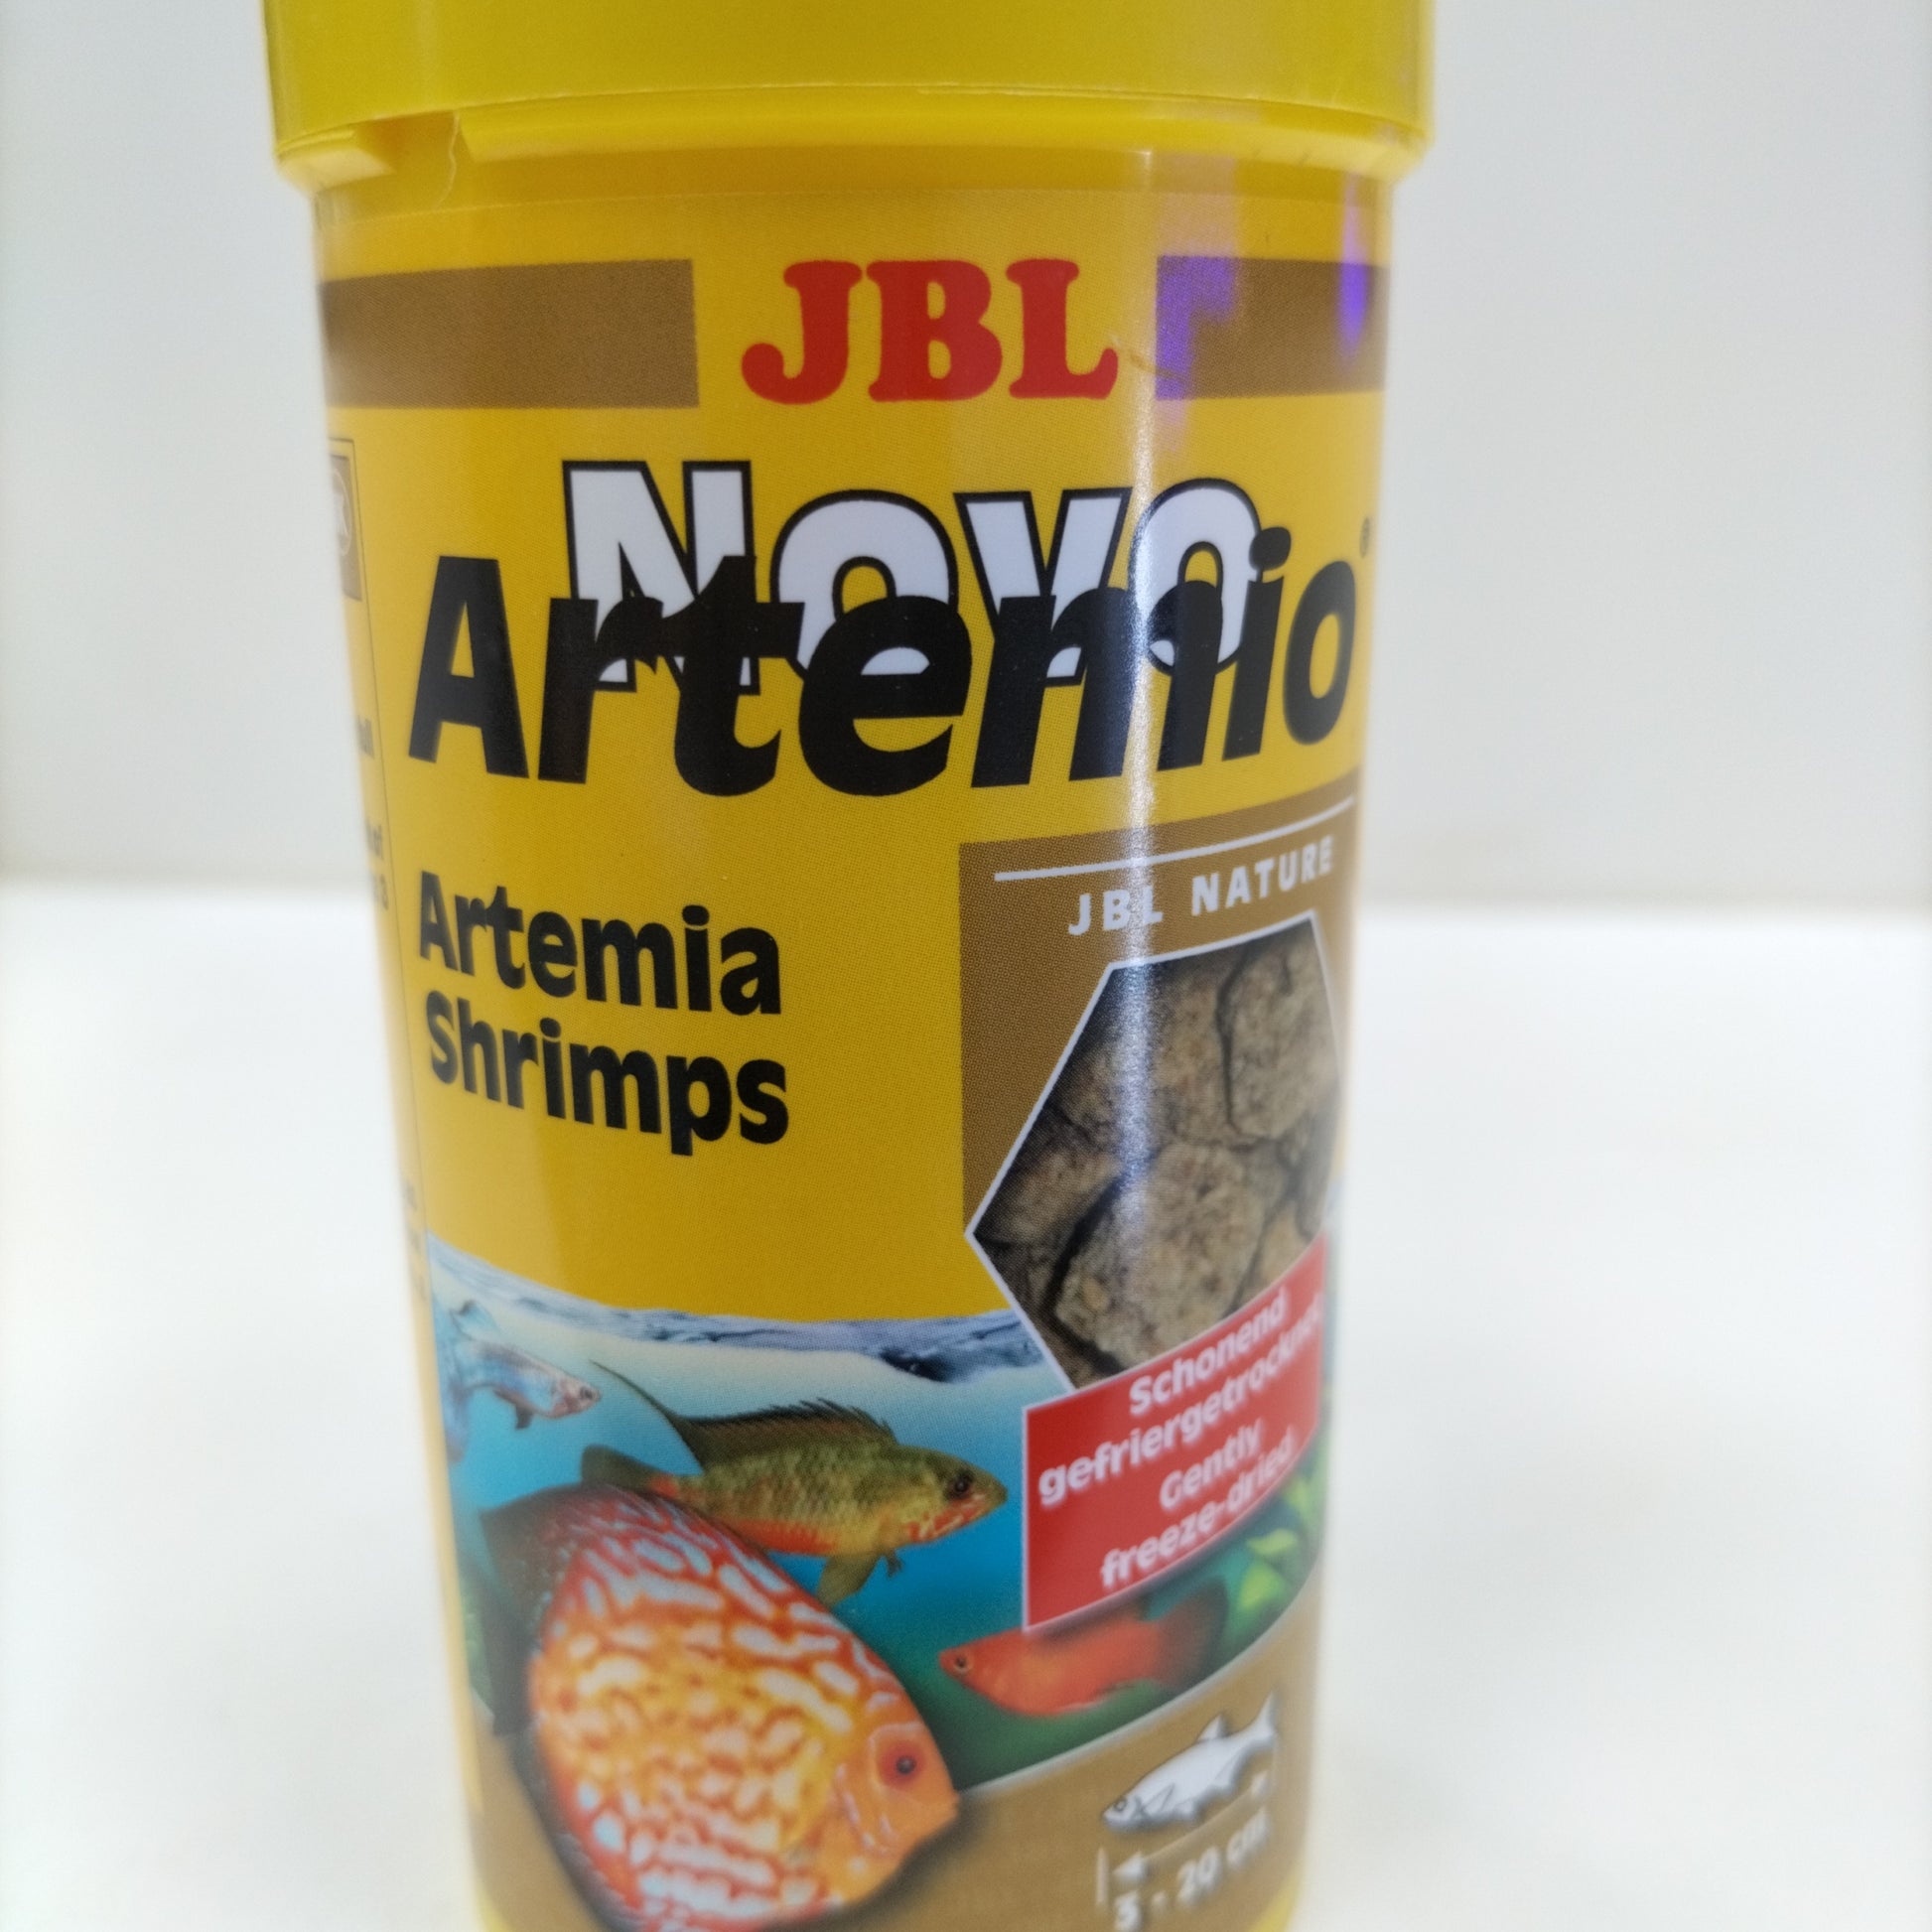 JBL
Novo
Artemio®
JBL NATURE
Artemia
Shrimps
Schonend
gefriergetrocknet
Gently
freeze-dried
3 - 20 cm